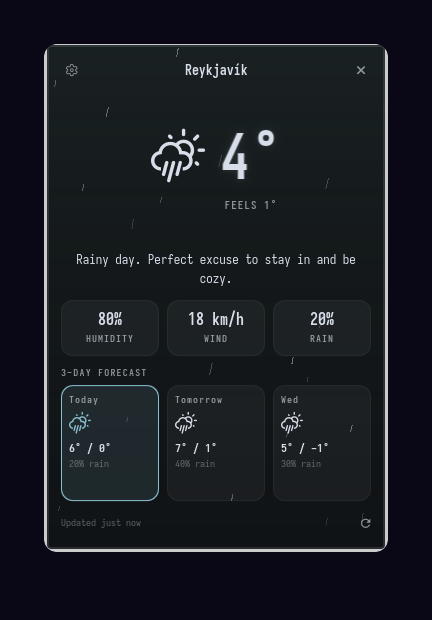 Reykjavík
4°
FEELS 1°
Rainy day. Perfect excuse to stay in and be
cozy.
80%
HUMIDITY
18 km/h
WIND
20%
RAIN
3-DAY FORECAST
Today
6° / 0°
20% rain
Tomorrow
7° / 1°
40% rain
Wed
5° / -1°
30% rain
Updated just now